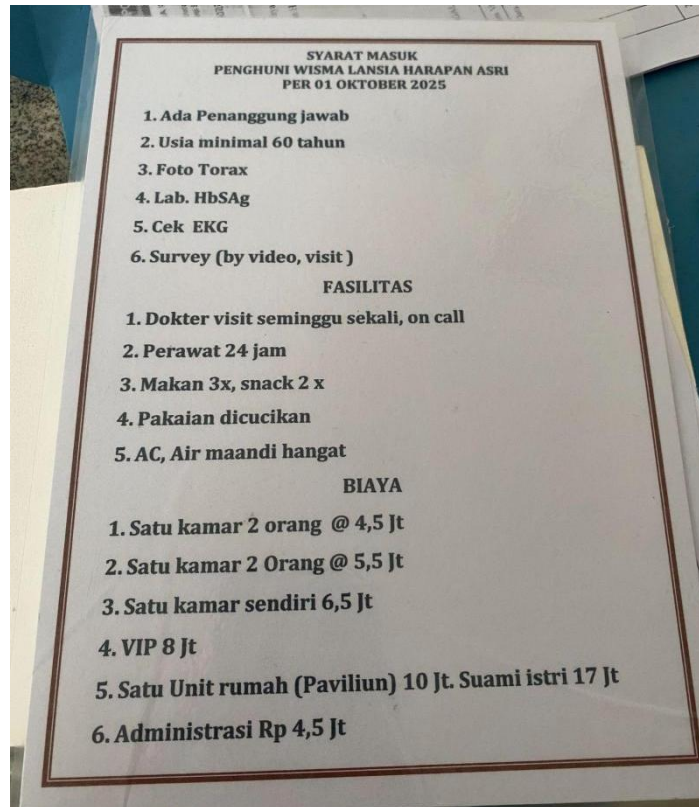 SYARAT MASUK
PENGHUNI WISMA LANSIA HARAPAN ASRI
PER 01 OKTOBER 2025
1. Ada Penanggung jawab
2. Usia minimal 60 tahun
3. Foto Torax
4. Lab. HbSAg
5. Cek EKG
6. Survey (by video, visit )
FASILITAS
1. Dokter visit seminggu sekali, on call
2. Perawat 24 jam
3. Makan 3x, snack 2 x
4. Pakaian dicucikan
5. AC, Air maandi hangat
BIAYA
1. Satu kamar 2 orang @ 4,5 Jt
2. Satu kamar 2 Orang @ 5,5 Jt
3. Satu kamar sendiri 6,5 Jt
4. VIP 8 Jt
5. Satu Unit rumah (Paviliun) 10 Jt. Suami istri 17 Jt
6. Administrasi Rp 4,5 Jt